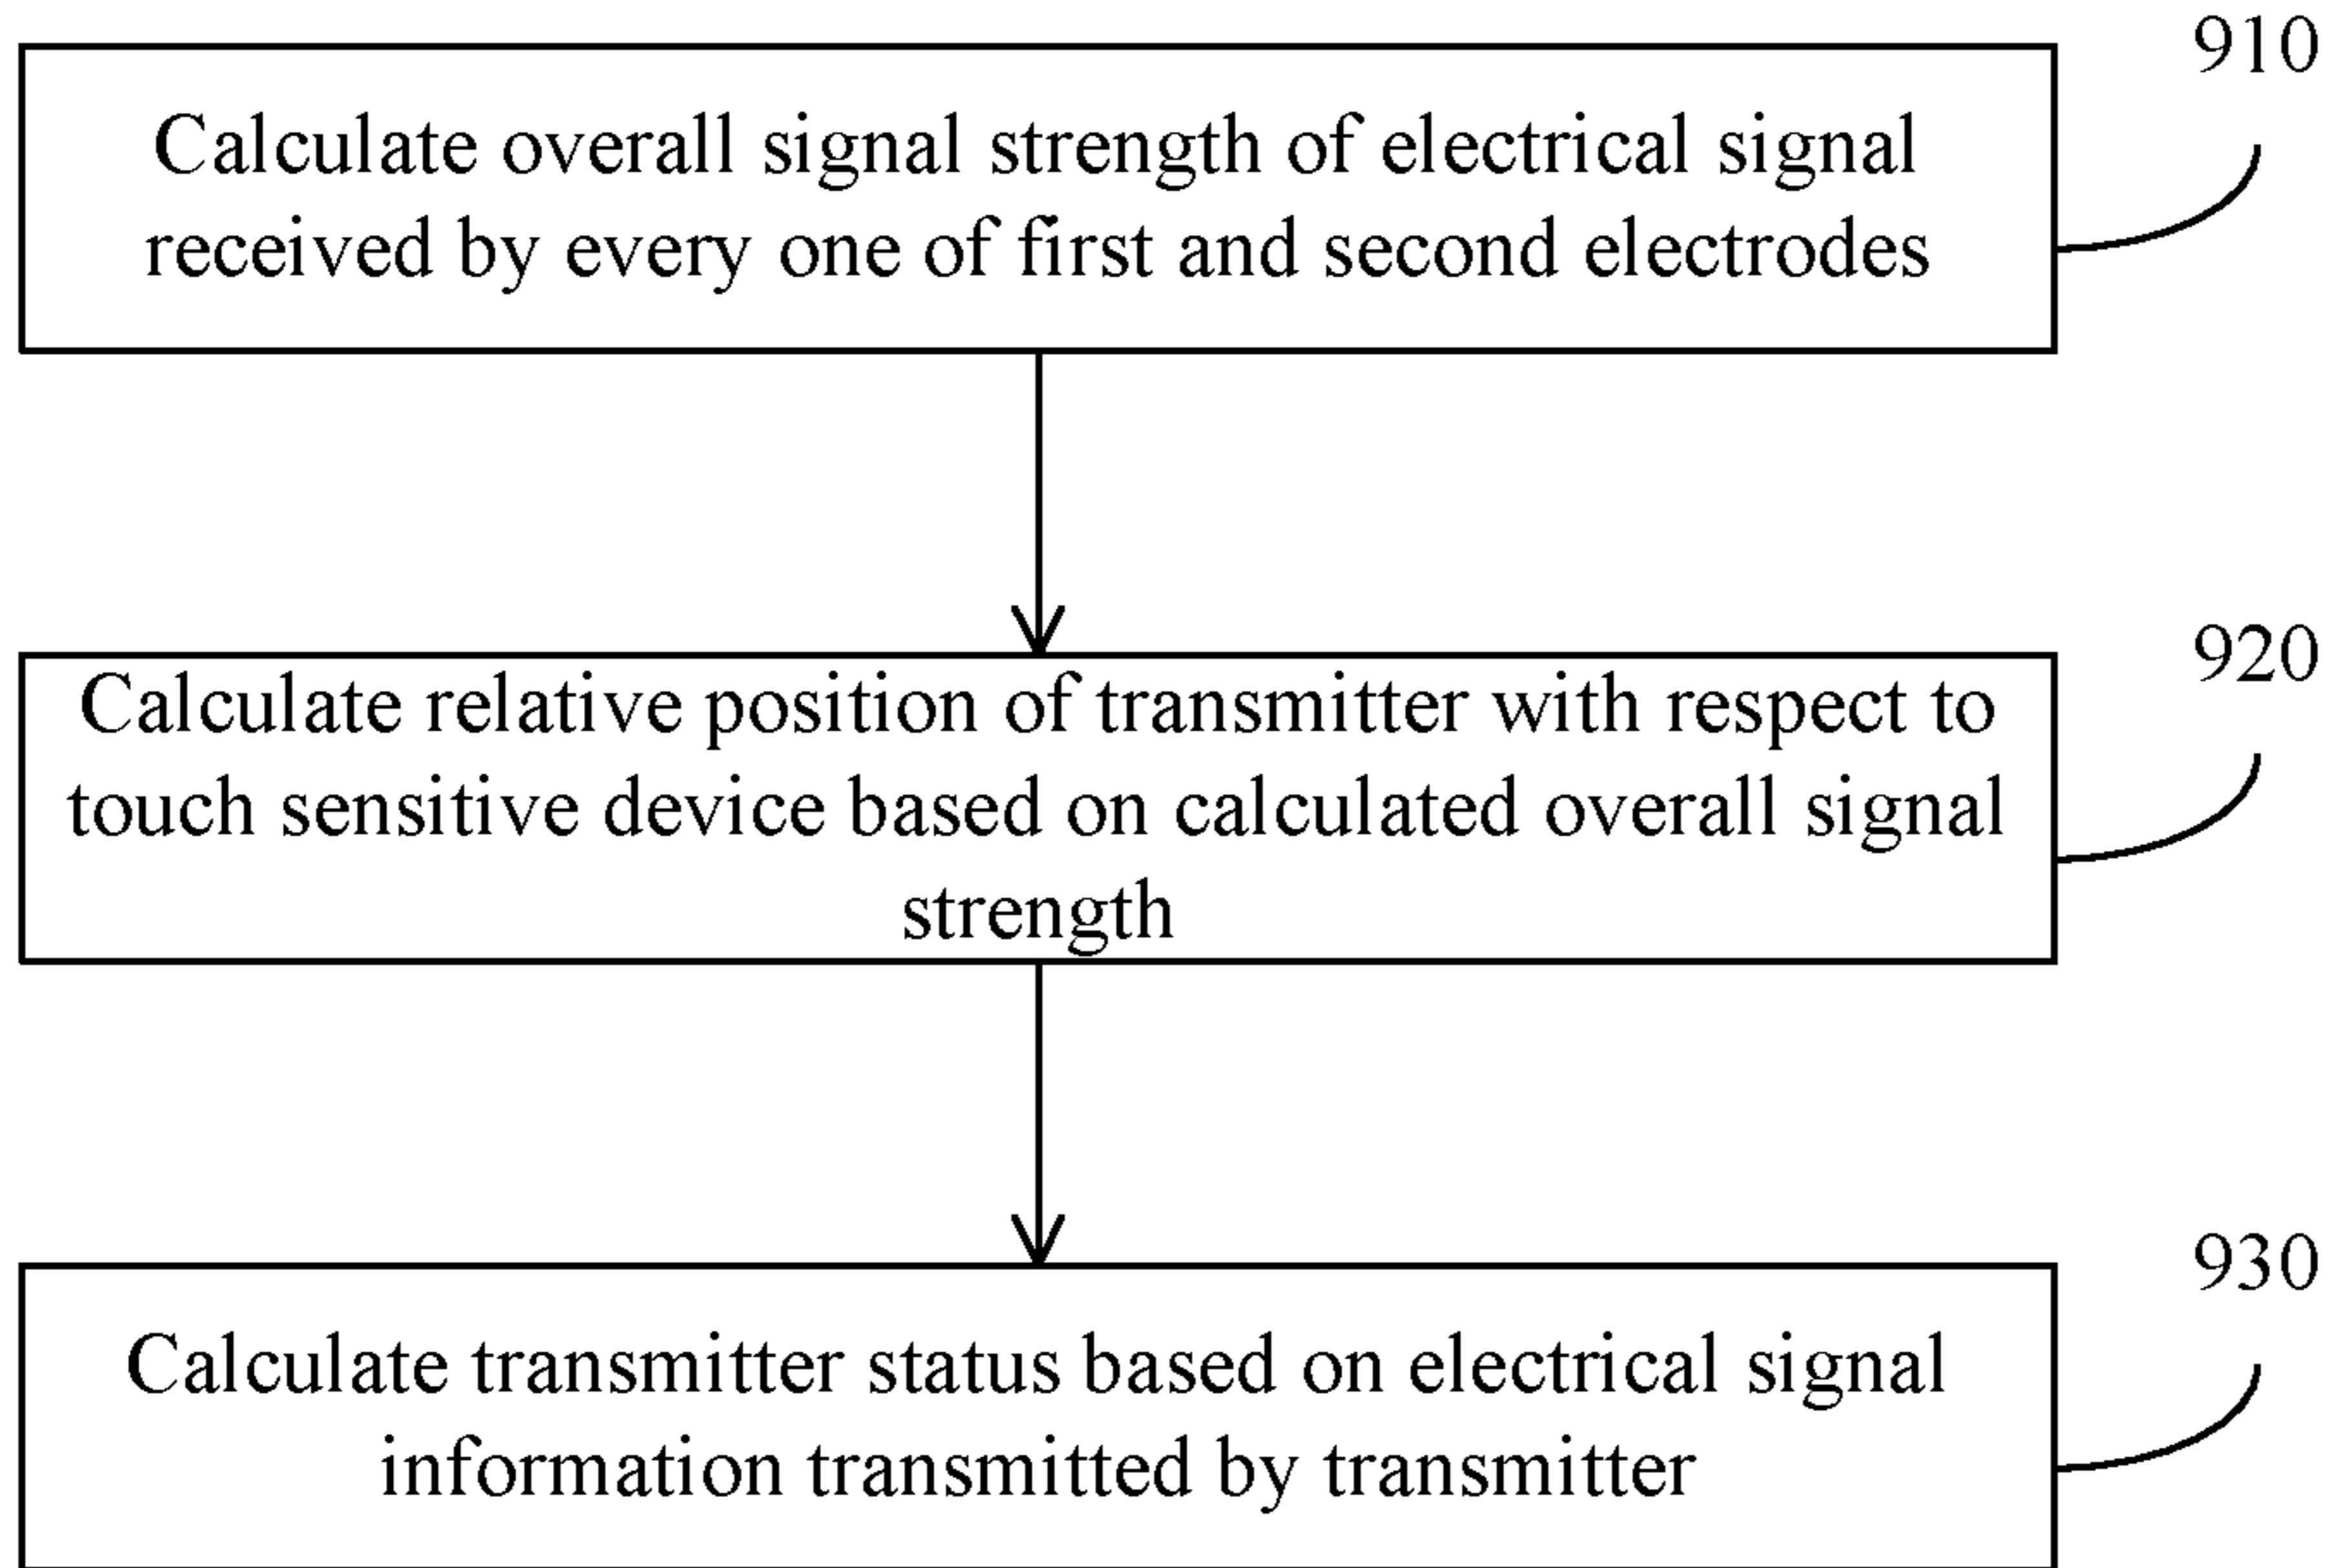 910
Calculate overall signal strength of electrical signal
received by every one of first and second electrodes
920
Calculate relative position of transmitter with respect to
touch sensitive device based on calculated overall signal
strength
930
Calculate transmitter status based on electrical signal
information transmitted by transmitter